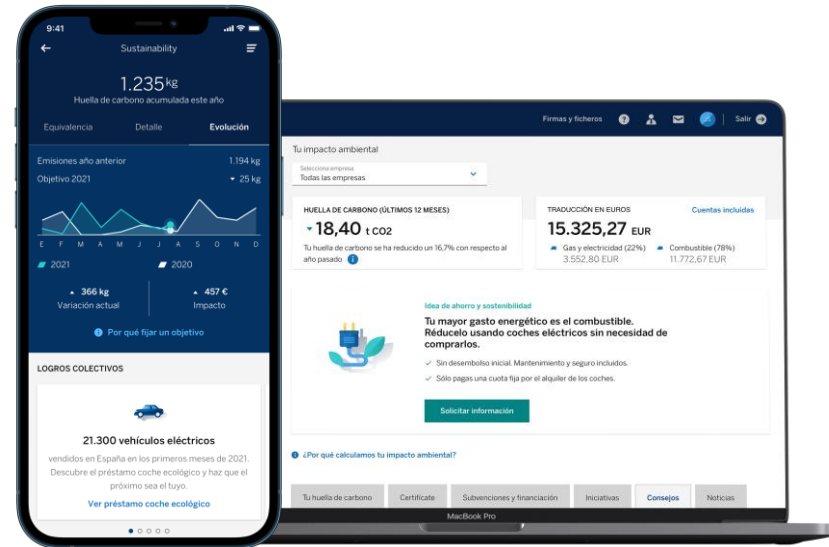 9:41
Sustainability
1.235 kg
Huella de carbono acumulada este año
Equivalencia Detalle Evolución
Emisiones año anterior 1.194 kg
Objetivo 2021 25 kg
E F M A M J J A S O N D
2021 2020
366 kg 457 €
Variación actual Impacto
Por qué fijar un objetivo
LOGROS COLECTIVOS
21.300 vehículos eléctricos
vendidos en España en los primeros meses de 2021.
Descubre el préstamo coche ecológico y haz que el
próximo sea el tuyo.
Ver préstamo coche ecológico
Firmas y ficheros Salir
Tu impacto ambiental
Selecciona empresa
Todas las empresas
HUELLA DE CARBONO (ÚLTIMOS 12 MESES)
18,40 t CO2
Tu huella de carbono se ha reducido un 16,7% con respecto al
año pasado
TRADUCCIÓN EN EUROS Cuentas incluidas
15.325,27 EUR
Gas y electricidad (22%) Combustible (78%)
3.552,80 EUR 11.772,67 EUR
Idea de ahorro y sostenibilidad
Tu mayor gasto energético es el combustible.
Réducelo usando coches eléctricos sin necesidad de
comprarlos.
Sin desembolso inicial. Mantenimiento y seguro incluidos.
Sólo pagas una cuota fija por el alquiler de los coches.
Solicitar información
¿Por qué calculamos tu impacto ambiental?
Tu huella de carbono Certifícate Subvenciones y financiación Iniciativas Consejos Noticias
MacBook Pro